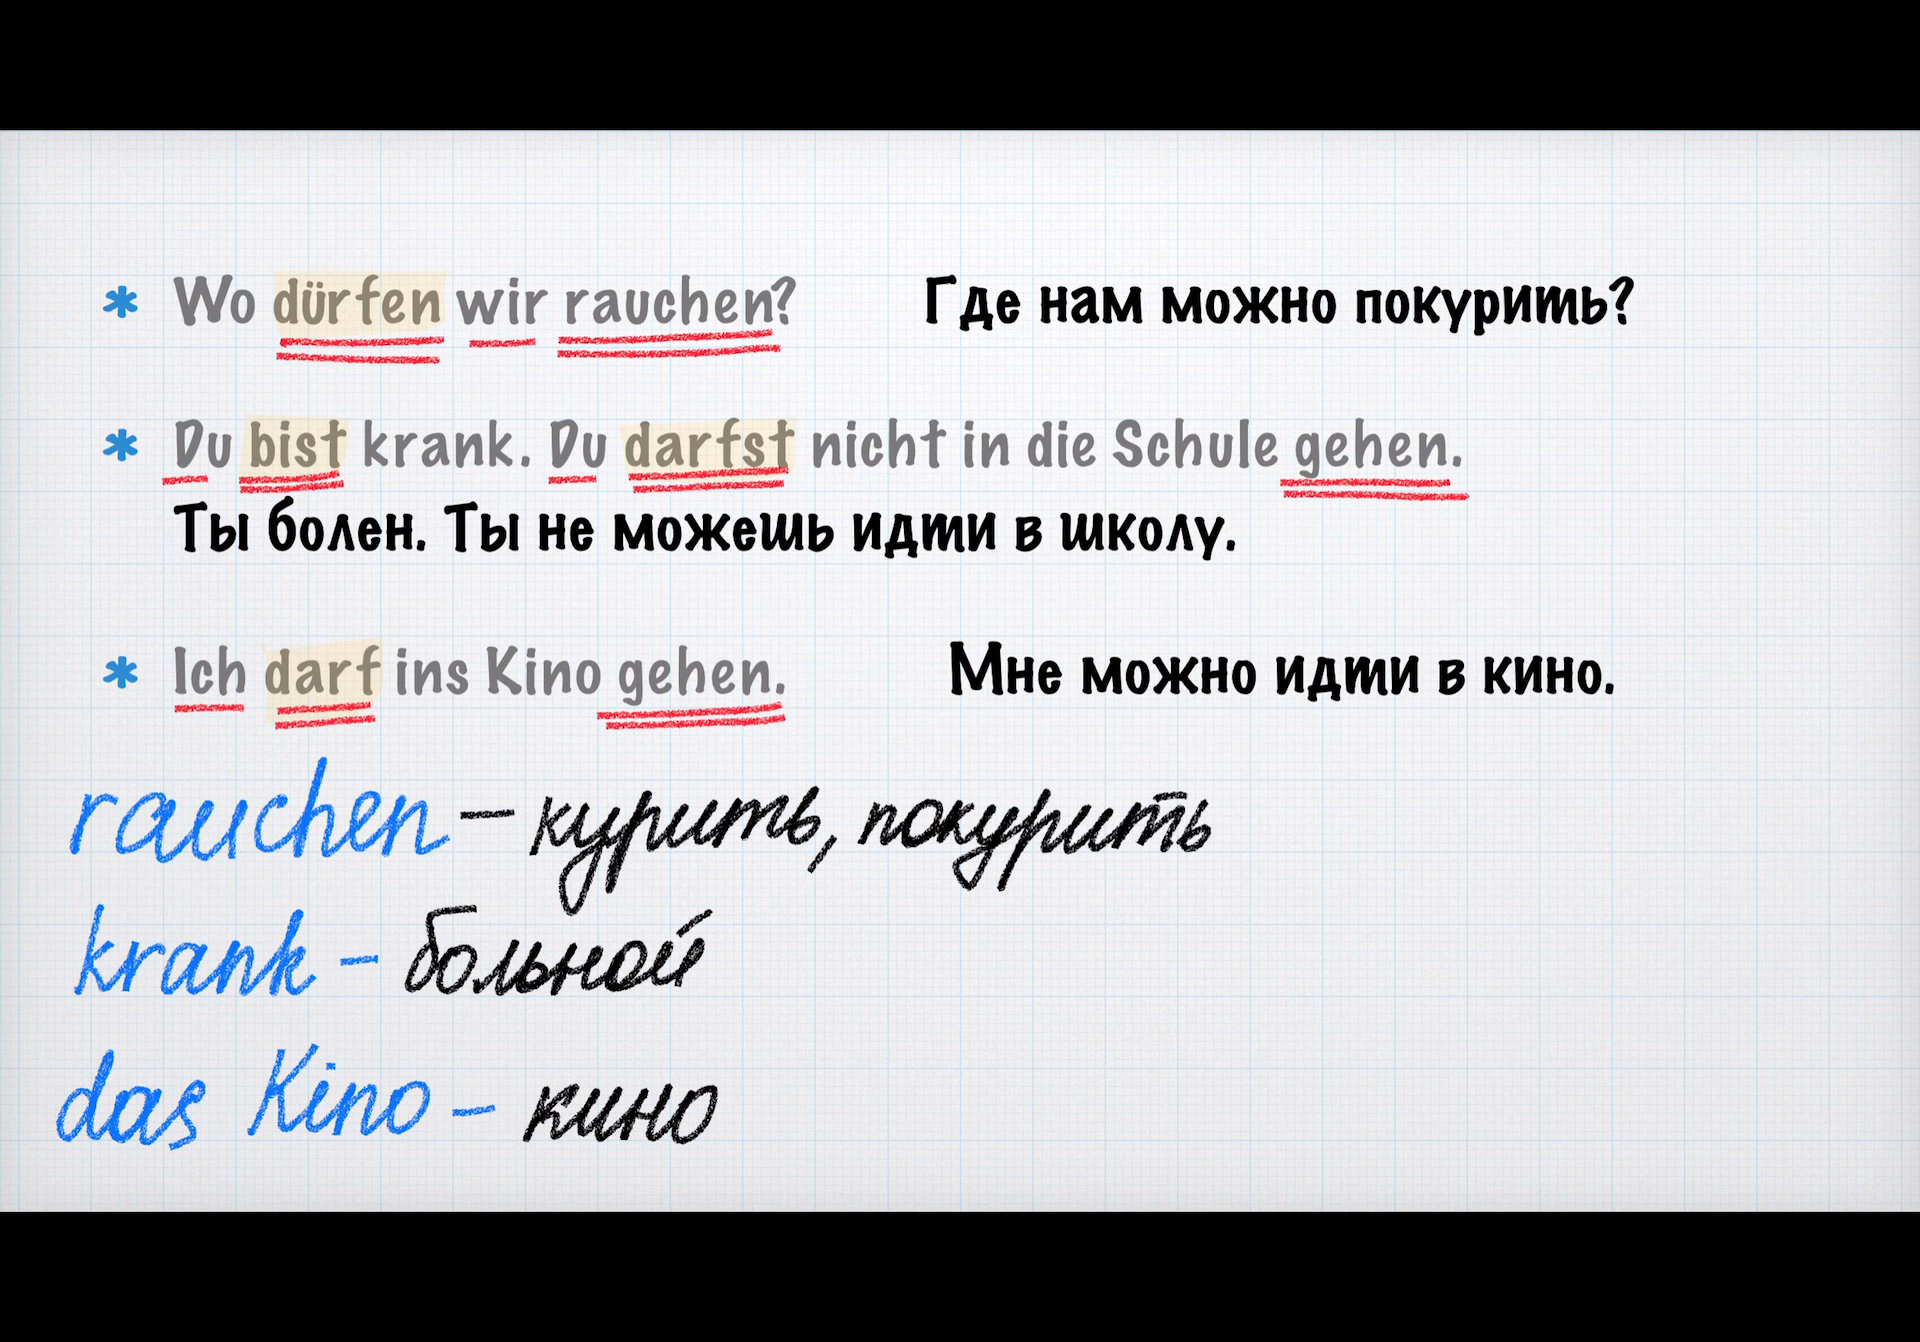 * Wo dürfen wir rauchen? Где нам можно покурить?
* Du bist krank. Du darfst nicht in die Schule gehen.
Ты болен. Ты не можешь идти в школу.
* Ich darf ins Kino gehen. Мне можно идти в кино.
rauchen – курить, покурить
krank – больной
das Kino – кино